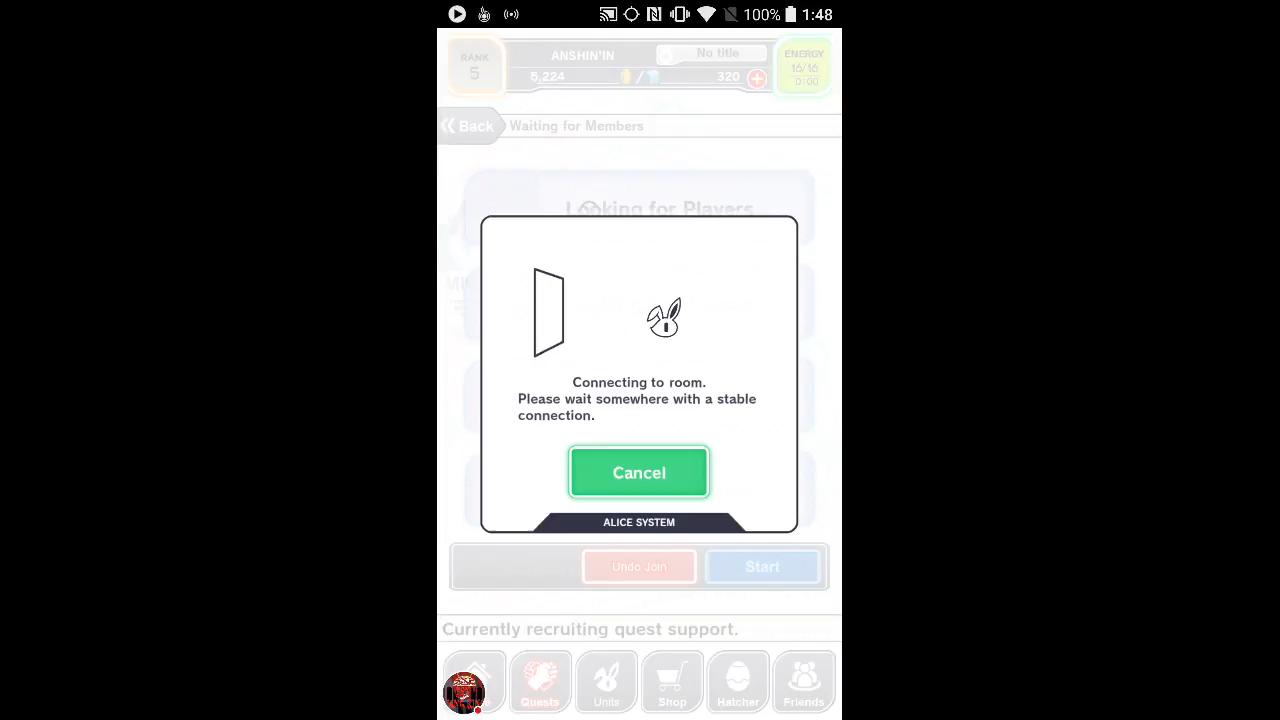 100% 1:48
RANK
5
ANSHIN'IN
No title
5,224
/
320
ENERGY
16/16
0:00
Back
Waiting for Members
Looking for Players
Connecting to room.
Please wait somewhere with a stable
connection.
Cancel
ALICE SYSTEM
Undo Join
Start
Currently recruiting quest support.
Quests
Units
Shop
Hatcher
Friends